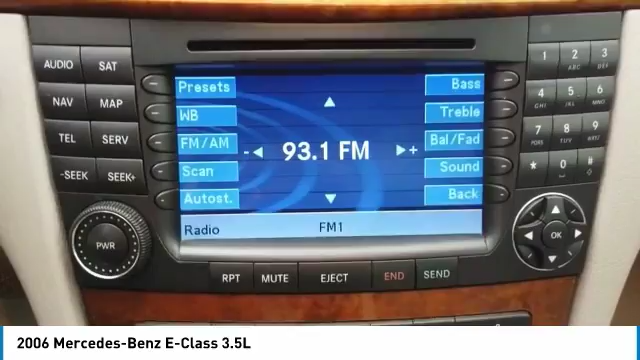 AUDIO SAT
NAV MAP
TEL SERV
-SEEK SEEK+
PWR
Presets
WB
FM/AM
Scan
Autost.
- 93.1 FM +
Bass
Treble
Bal/Fad
Sound
Back
Radio FM1
1 2 ABC 3 DEF
4 GHI 5 JKL 6 MNO
7 PQRS 8 TUV 9 WXYZ
* 0
OK
RPT MUTE EJECT END SEND
2006 Mercedes-Benz E-Class 3.5L